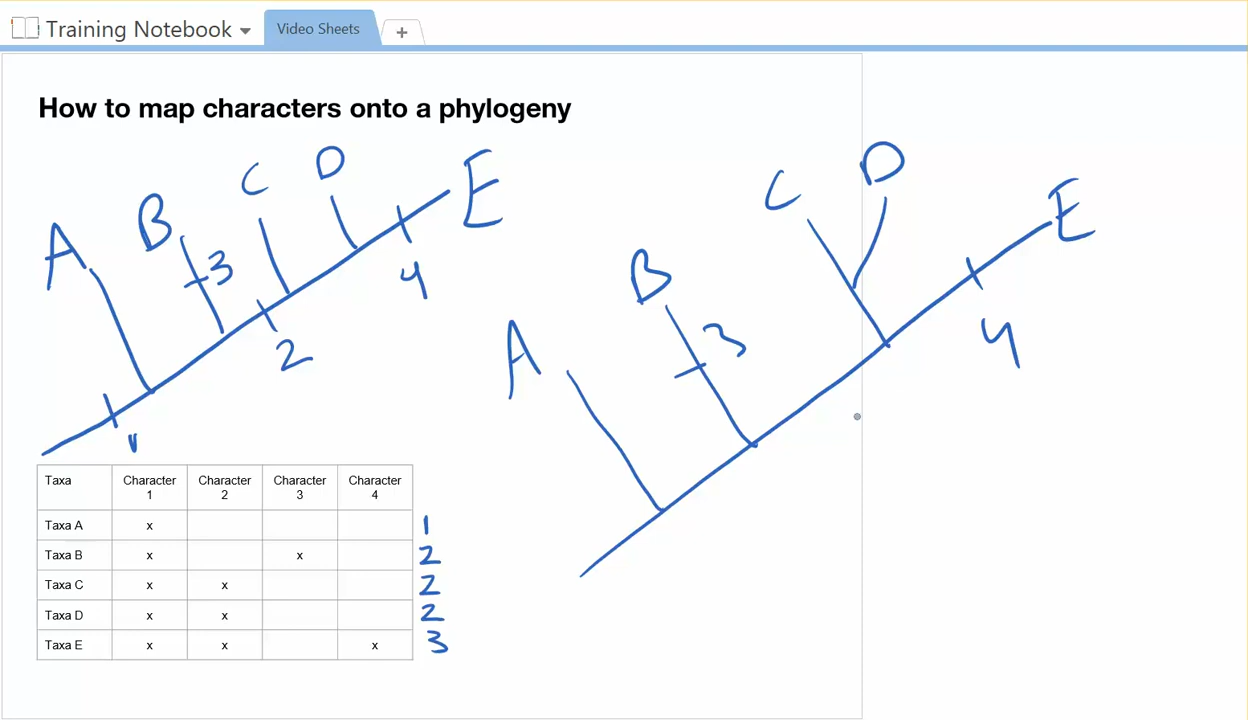 Training Notebook
Video Sheets
+
How to map characters onto a phylogeny
A B C D E
3
4
2
1
A B C D E
3
4
Taxa Character 1 Character 2 Character 3 Character 4
Taxa A x 1
Taxa B x x 2
Taxa C x x 2
Taxa D x x 2
Taxa E x x x 3